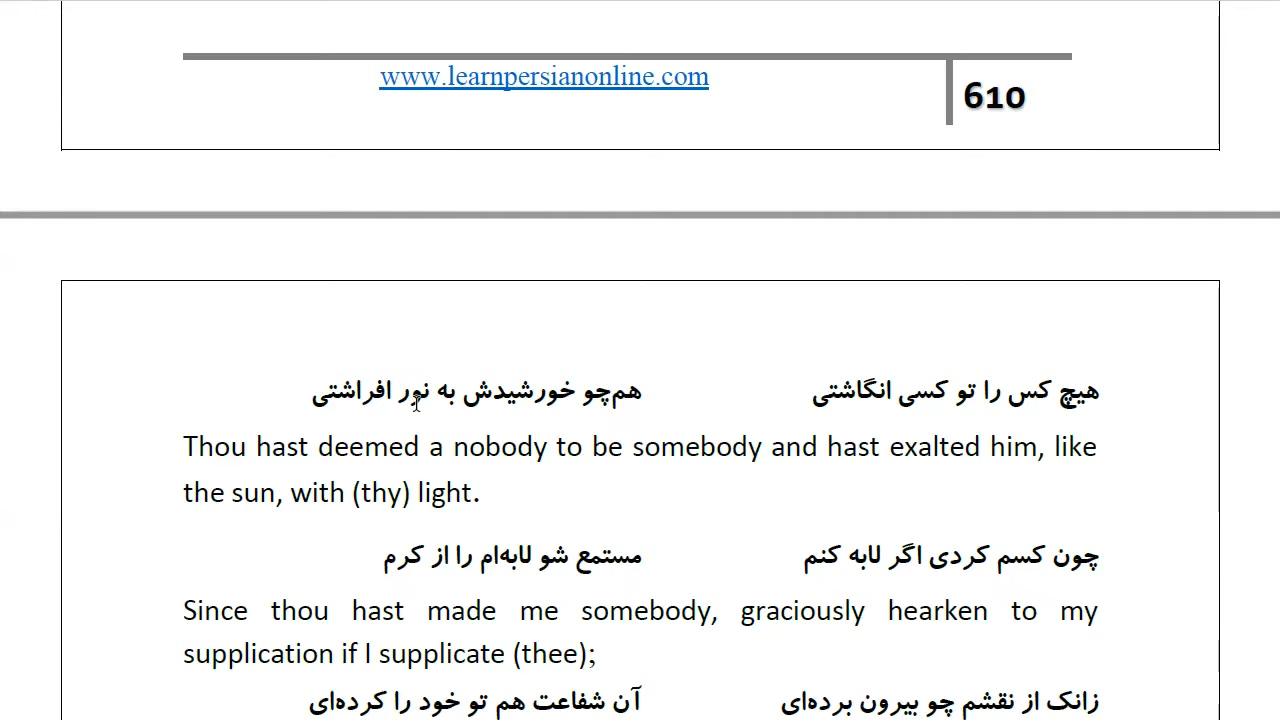 www.learnpersianonline.com
610
هیچ کس را تو کسی انگاشتی هم‌چو خورشیدش به نور افراشتی
Thou hast deemed a nobody to be somebody and hast exalted him, like
the sun, with (thy) light.
چون کسم کردی اگر لابه کنم مستمع شو لابه‌ام را از کرم
Since thou hast made me somebody, graciously hearken to my
supplication if I supplicate (thee);
زانک از نقشم چو بیرون برده‌ای آن شفاعت هم تو خود را کرده‌ای